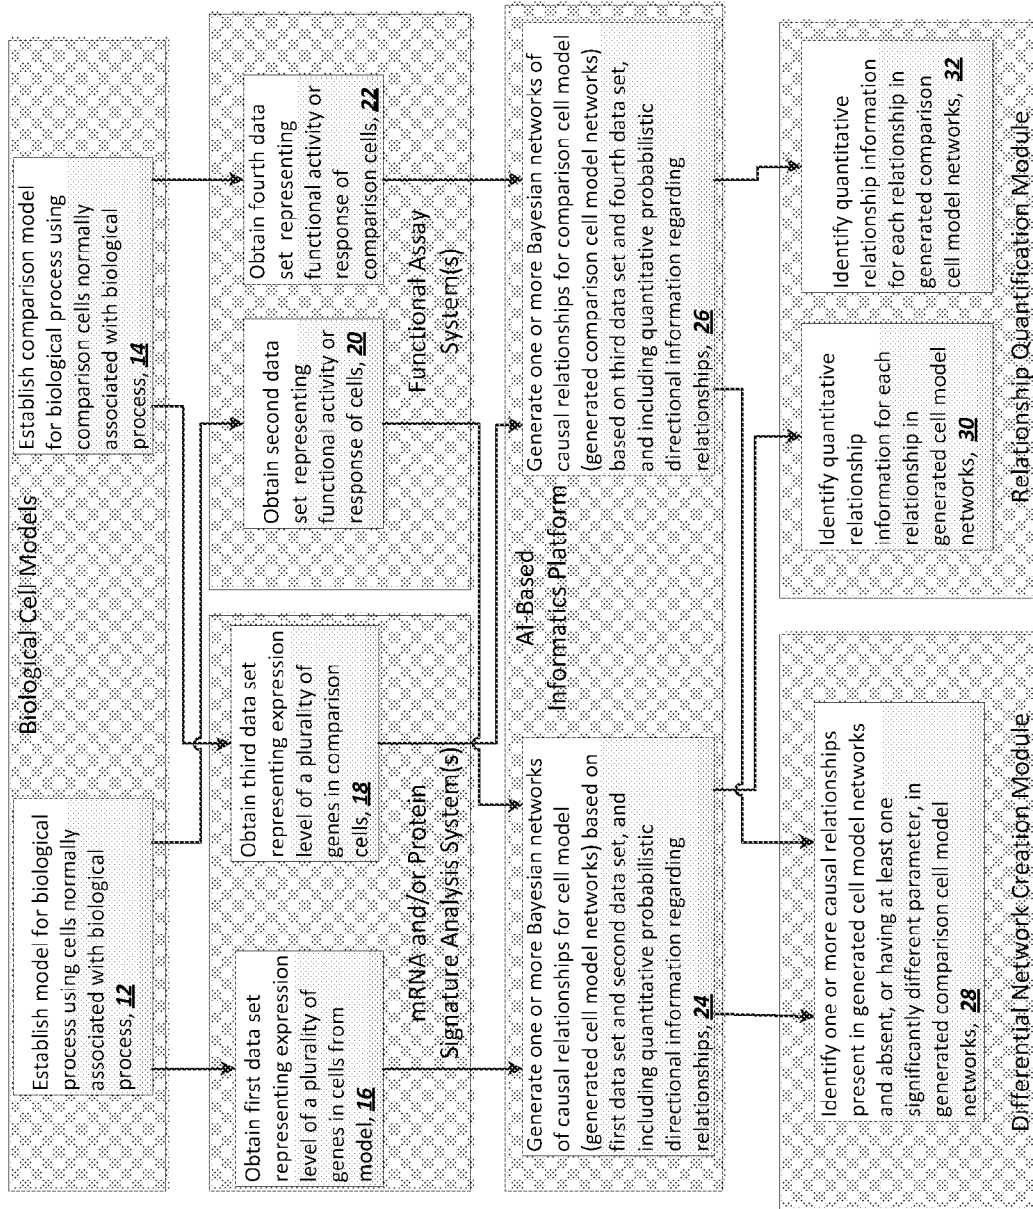 Biological Cell Models
Establish model for biological
process using cells normally
associated with biological
process, 12
Establish comparison model
for biological process using
comparison cells normally
associated with biological
process, 14
Obtain first data set
representing expression
level of a plurality of
genes in cells from
model, 16
Obtain third data set
representing expression
level of a plurality of
genes in comparison
cells, 18
mRNA and/or Protein
Signature Analysis System(s)
Obtain second data
set representing
functional activity or
response of cells, 20
Obtain fourth data
set representing
functional activity or
response of
comparison cells, 22
Functional Assay
System(s)
Generate one or more Bayesian networks
of causal relationships for cell model
(generated cell model networks) based on
first data set and second data set, and
including quantitative probabilistic
directional information regarding
relationships, 24
AI-Based
Informatics Platform
Generate one or more Bayesian networks of
causal relationships for comparison cell model
(generated comparison cell model networks)
based on third data set and fourth data set,
and including quantitative probabilistic
directional information regarding
relationships, 26
Identify one or more causal relationships
present in generated cell model networks
and absent, or having at least one
significantly different parameter, in
generated comparison cell model
networks, 28
Differential Network Creation Module
Identify quantitative
relationship
information for each
relationship in
generated cell model
networks, 30
Identify quantitative
relationship information
for each relationship in
generated comparison
cell model networks, 32
Relationship Quantification Module